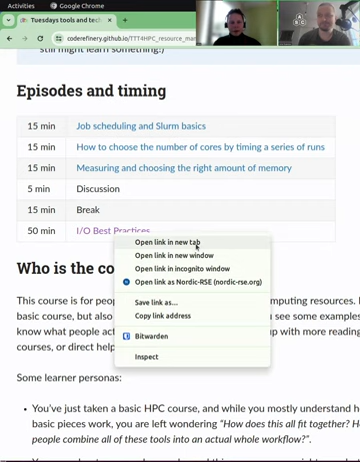 Activities
Google Chrome
Tuesdays tools and tech
coderefinery.github.io/TTT4HPC_resource_ma
still might learn something:)
Episodes and timing
15 min Job scheduling and Slurm basics
15 min How to choose the number of cores by timing a series of runs
15 min Measuring and choosing the right amount of memory
5 min Discussion
15 min Break
50 min I/O Best Practices
Open link in new tab
Open link in new window
Open link in incognito window
Open link as Nordic-RSE (nordic-rse.org)
Save link as...
Copy link address
Bitwarden
Inspect
Who is the co
This course is for peop mputing resources.
basic course, but also see some examples
know what people act up with more reading
courses, or direct help
Some learner personas:
You've just taken a basic HPC course, and while you mostly understand h
basic pieces work, you are left wondering "How does this all fit together? H
people combine all of these tools into an actual whole workflow?".